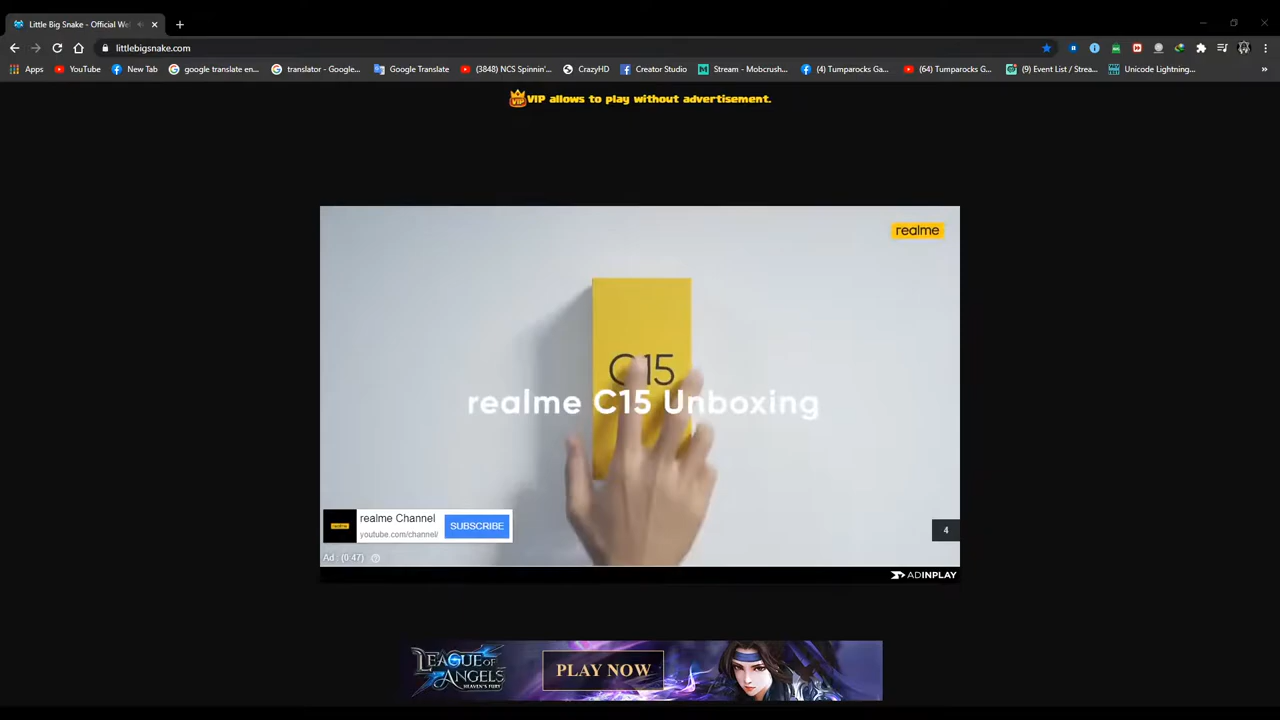 Little Big Snake - Official We
littlebigsnake.com
Apps YouTube New Tab google translate en... translator - Google... Google Translate (3848) NCS Spinnin'... CrazyHD Creator Studio Stream - Mobcrush... (4) Tumparocks Ga... (64) Tumparocks G... (9) Event List / Strea... Unicode Lightning... »
VIP VIP allows to play without advertisement.
realme
C15
realme C15 Unboxing
realme
realme Channel
youtube.com/channel/
SUBSCRIBE
4
Ad : (0:47)
ADINPLAY
LEAGUE OF
ANGELS
HEAVEN'S FURY
PLAY NOW